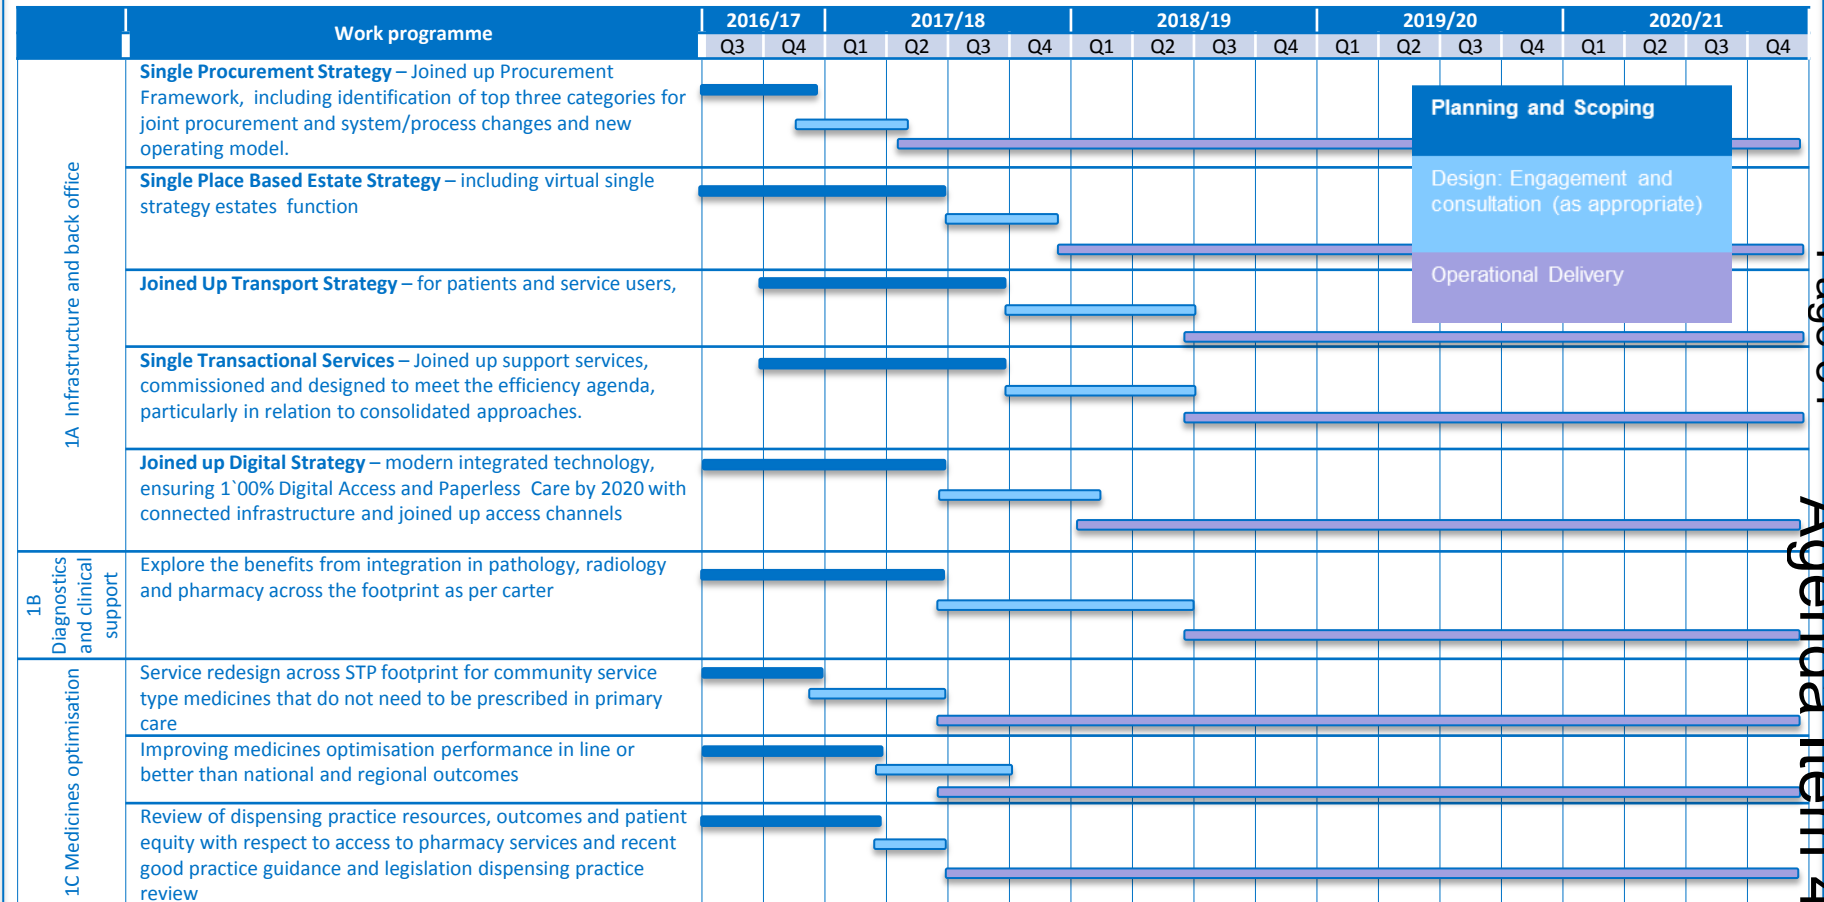 Work programme
2016/17 2017/18 2018/19 2019/20 2020/21
Q3 Q4 Q1 Q2 Q3 Q4 Q1 Q2 Q3 Q4 Q1 Q2 Q3 Q4 Q1 Q2 Q3 Q4
1A Infrastructure and back office
Single Procurement Strategy – Joined up Procurement
Framework, including identification of top three categories for
joint procurement and system/process changes and new
operating model.
Single Place Based Estate Strategy – including virtual single
strategy estates function
Joined Up Transport Strategy – for patients and service users,
Single Transactional Services – Joined up support services,
commissioned and designed to meet the efficiency agenda,
particularly in relation to consolidated approaches.
Joined up Digital Strategy – modern integrated technology,
ensuring 1`00% Digital Access and Paperless Care by 2020 with
connected infrastructure and joined up access channels
Planning and Scoping
Design: Engagement and
consultation (as appropriate)
Operational Delivery
1B
Diagnostics
and clinical
support
Explore the benefits from integration in pathology, radiology
and pharmacy across the footprint as per carter
1C Medicines optimisation
Service redesign across STP footprint for community service
type medicines that do not need to be prescribed in primary
care
Improving medicines optimisation performance in line or
better than national and regional outcomes
Review of dispensing practice resources, outcomes and patient
equity with respect to access to pharmacy services and recent
good practice guidance and legislation dispensing practice
review
Agenda Item 4